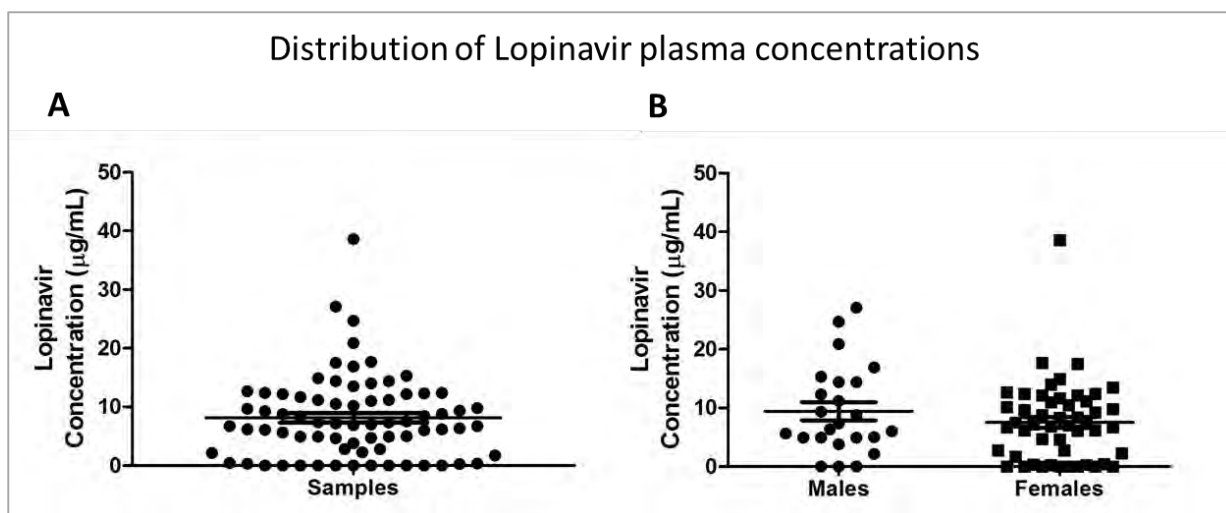 Distribution of Lopinavir plasma concentrations
A
Lopinavir
Concentration (µg/mL)
50
40
30
20
10
0
Samples
B
Lopinavir
Concentration (µg/mL)
50
40
30
20
10
0
Males
Females